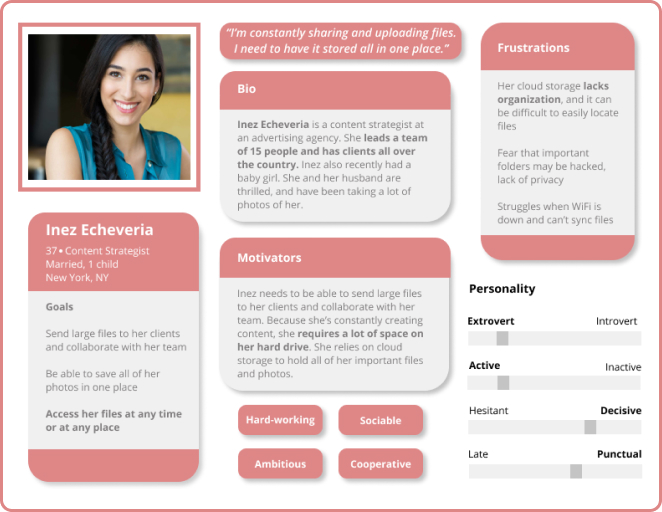 “I’m constantly sharing and uploading files.
I need to have it stored all in one place.”
Inez Echeveria
37 • Content Strategist
Married, 1 child
New York, NY
Goals
Send large files to her clients
and collaborate with her team
Be able to save all of her
photos in one place
Access her files at any time
or at any place
Bio
Inez Echeveria is a content strategist at
an advertising agency. She leads a team
of 15 people and has clients all over
the country. Inez also recently had a
baby girl. She and her husband are
thrilled, and have been taking a lot of
photos of her.
Motivators
Inez needs to be able to send large files
to her clients and collaborate with her
team. Because she’s constantly creating
content, she requires a lot of space on
her hard drive. She relies on cloud
storage to hold all of her important files
and photos.
Hard-working
Sociable
Ambitious
Cooperative
Frustrations
Her cloud storage lacks
organization, and it can
be difficult to easily locate
files
Fear that important
folders may be hacked,
lack of privacy
Struggles when WiFi is
down and can’t sync files
Personality
Extrovert Introvert
Active Inactive
Hesitant Decisive
Late Punctual